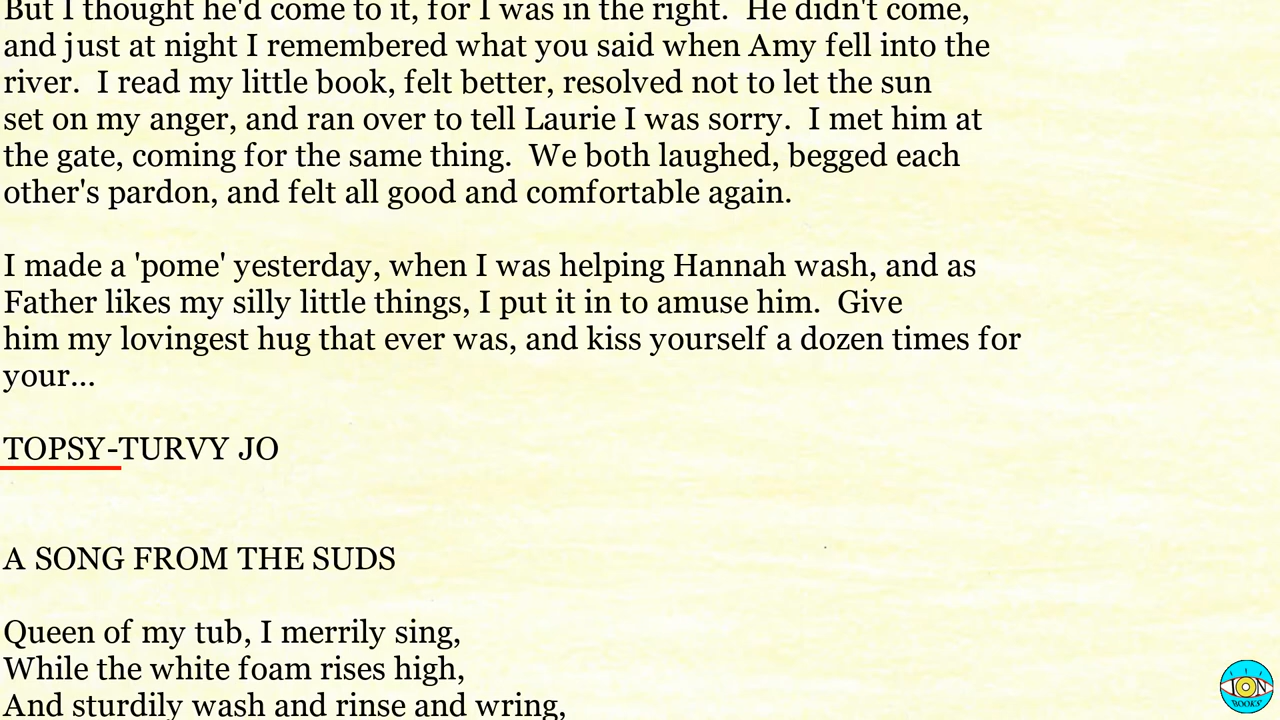 But I thought he'd come to it, for I was in the right.  He didn't come,
and just at night I remembered what you said when Amy fell into the
river.  I read my little book, felt better, resolved not to let the sun
set on my anger, and ran over to tell Laurie I was sorry.  I met him at
the gate, coming for the same thing.  We both laughed, begged each
other's pardon, and felt all good and comfortable again.
I made a 'pome' yesterday, when I was helping Hannah wash, and as
Father likes my silly little things, I put it in to amuse him.  Give
him my lovingest hug that ever was, and kiss yourself a dozen times for
your...
TOPSY-TURVY JO
A SONG FROM THE SUDS
Queen of my tub, I merrily sing,
While the white foam rises high,
And sturdily wash and rinse and wring,
ION
BOOKS